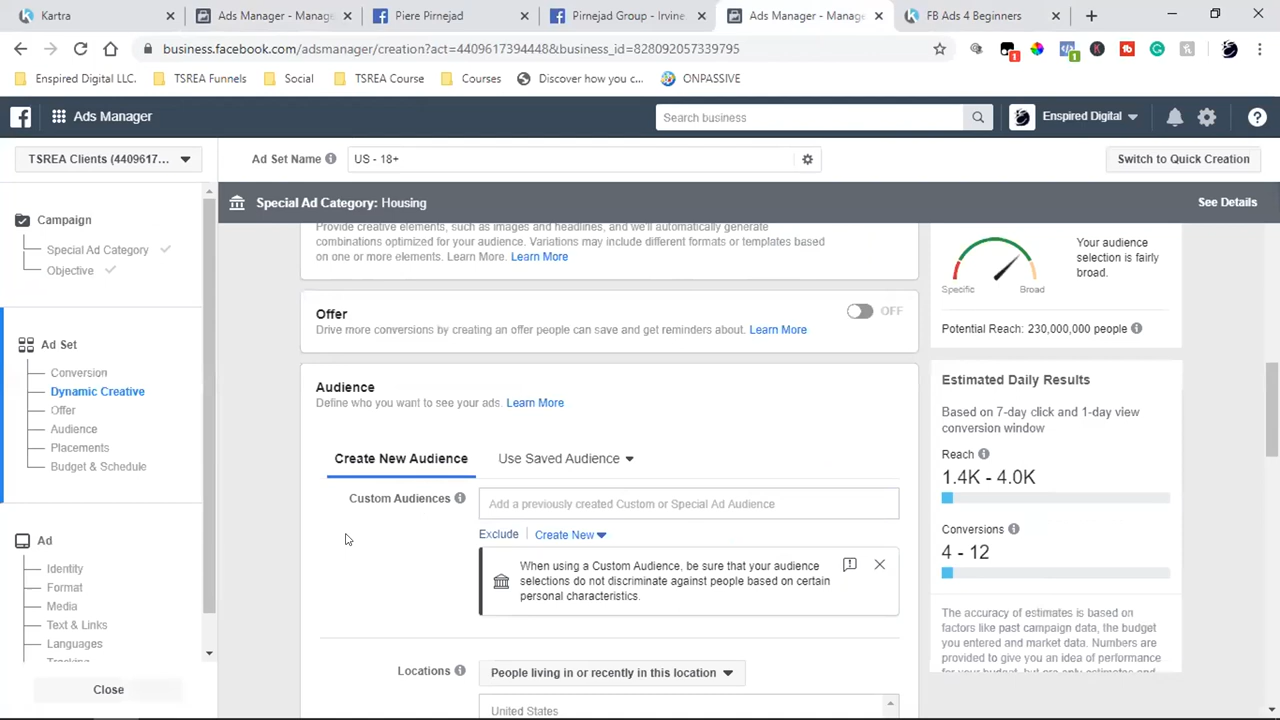 Kartra
Ads Manager - Manage
Piere Pirnejad
Pirnejad Group - Irvine
Ads Manager - Manage
FB Ads 4 Beginners
business.facebook.com/adsmanager/creation?act=4409617394448&business_id=828092057339795
1
1
Enspired Digital LLC.
TSREA Funnels
Social
TSREA Course
Courses
Discover how you c...
ONPASSIVE
Ads Manager
Search business
Enspired Digital
TSREA Clients (4409617...
Ad Set Name
US - 18+
Switch to Quick Creation
Special Ad Category: Housing
See Details
Campaign
Special Ad Category
Objective
Ad Set
Conversion
Dynamic Creative
Offer
Audience
Placements
Budget & Schedule
Ad
Identity
Format
Media
Text & Links
Languages
Tracking
Close
Provide creative elements, such as images and headlines, and we'll automatically generate
combinations optimized for your audience. Variations may include different formats or templates based
on one or more elements. Learn More. Learn More
Offer
OFF
Drive more conversions by creating an offer people can save and get reminders about. Learn More
Audience
Define who you want to see your ads. Learn More
Create New Audience
Use Saved Audience
Custom Audiences
Add a previously created Custom or Special Ad Audience
Exclude
Create New
When using a Custom Audience, be sure that your audience
selections do not discriminate against people based on certain
personal characteristics.
Locations
People living in or recently in this location
United States
Specific
Broad
Your audience
selection is fairly
broad.
Potential Reach: 230,000,000 people
Estimated Daily Results
Based on 7-day click and 1-day view
conversion window
Reach
1.4K - 4.0K
Conversions
4 - 12
The accuracy of estimates is based on
factors like past campaign data, the budget
you entered and market data. Numbers are
provided to give you an idea of performance
for your budget, but are only estimates and